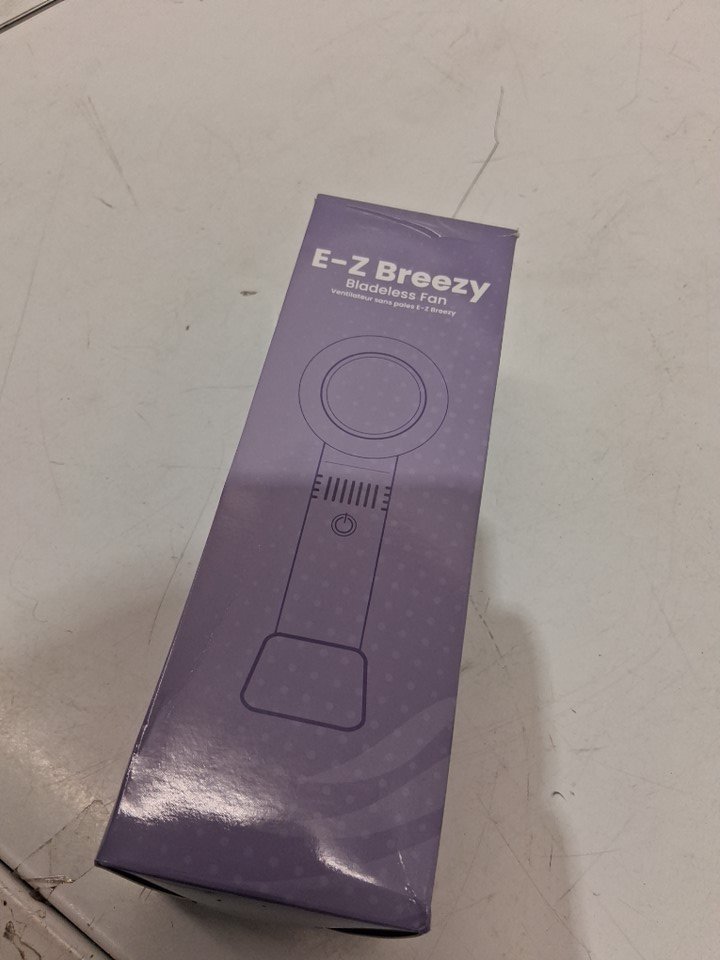 E-Z Breezy
Bladeless Fan
Ventilateur sans pales E-Z Breezy